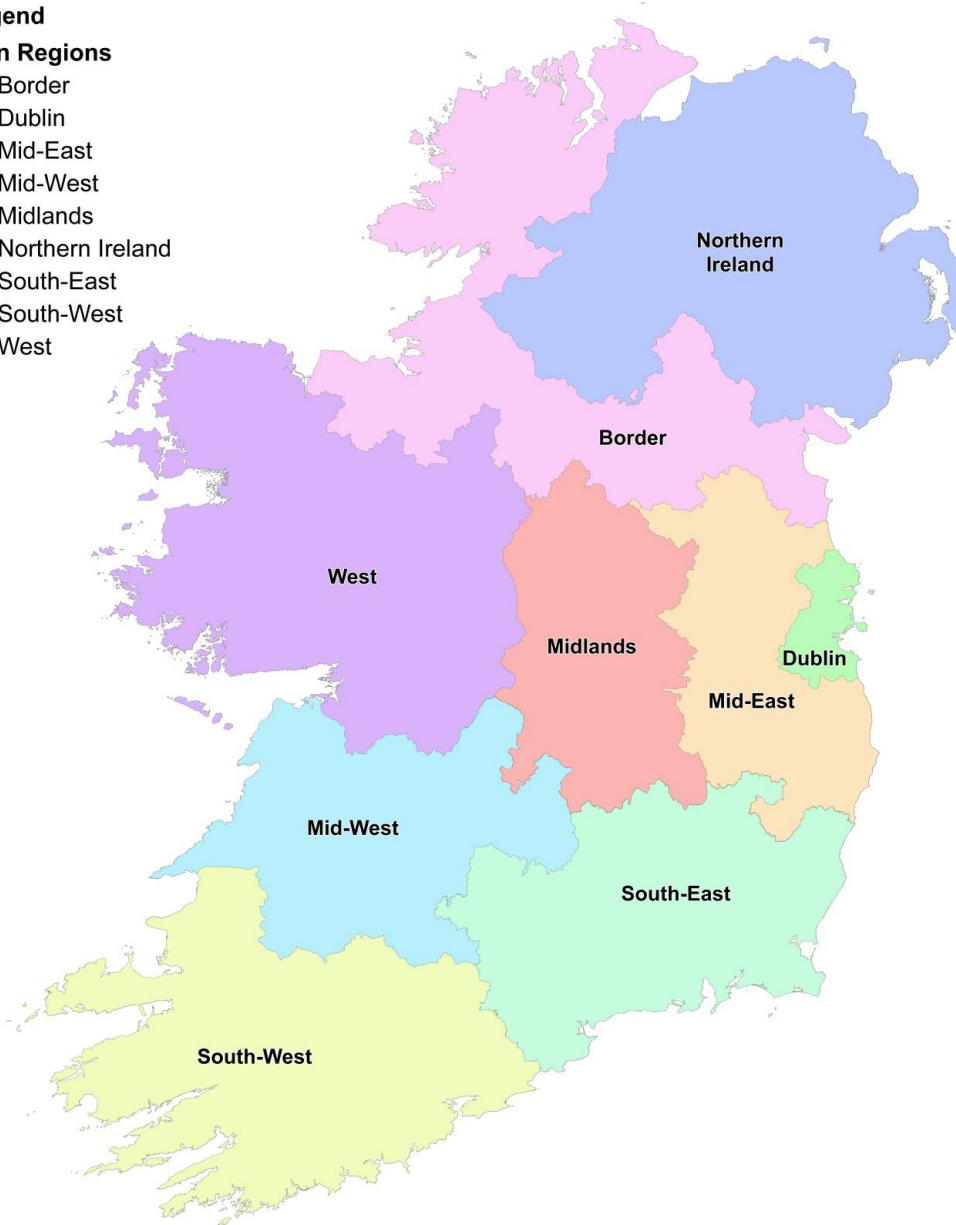 gend
n Regions
Border
Dublin
Mid-East
Mid-West
Midlands
Northern Ireland
South-East
South-West
West
Northern
Ireland
Border
West
Midlands
Dublin
Mid-East
Mid-West
South-East
South-West